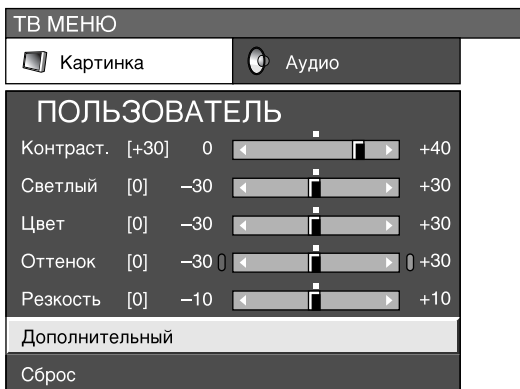 ТВ МЕНЮ
Картинка Аудио
ПОЛЬЗОВАТЕЛЬ
Контраст. [+30] 0 +40
Светлый [0] –30 +30
Цвет [0] –30 +30
Оттенок [0] –30 +30
Резкость [0] –10 +10
Дополнительный
Сброс